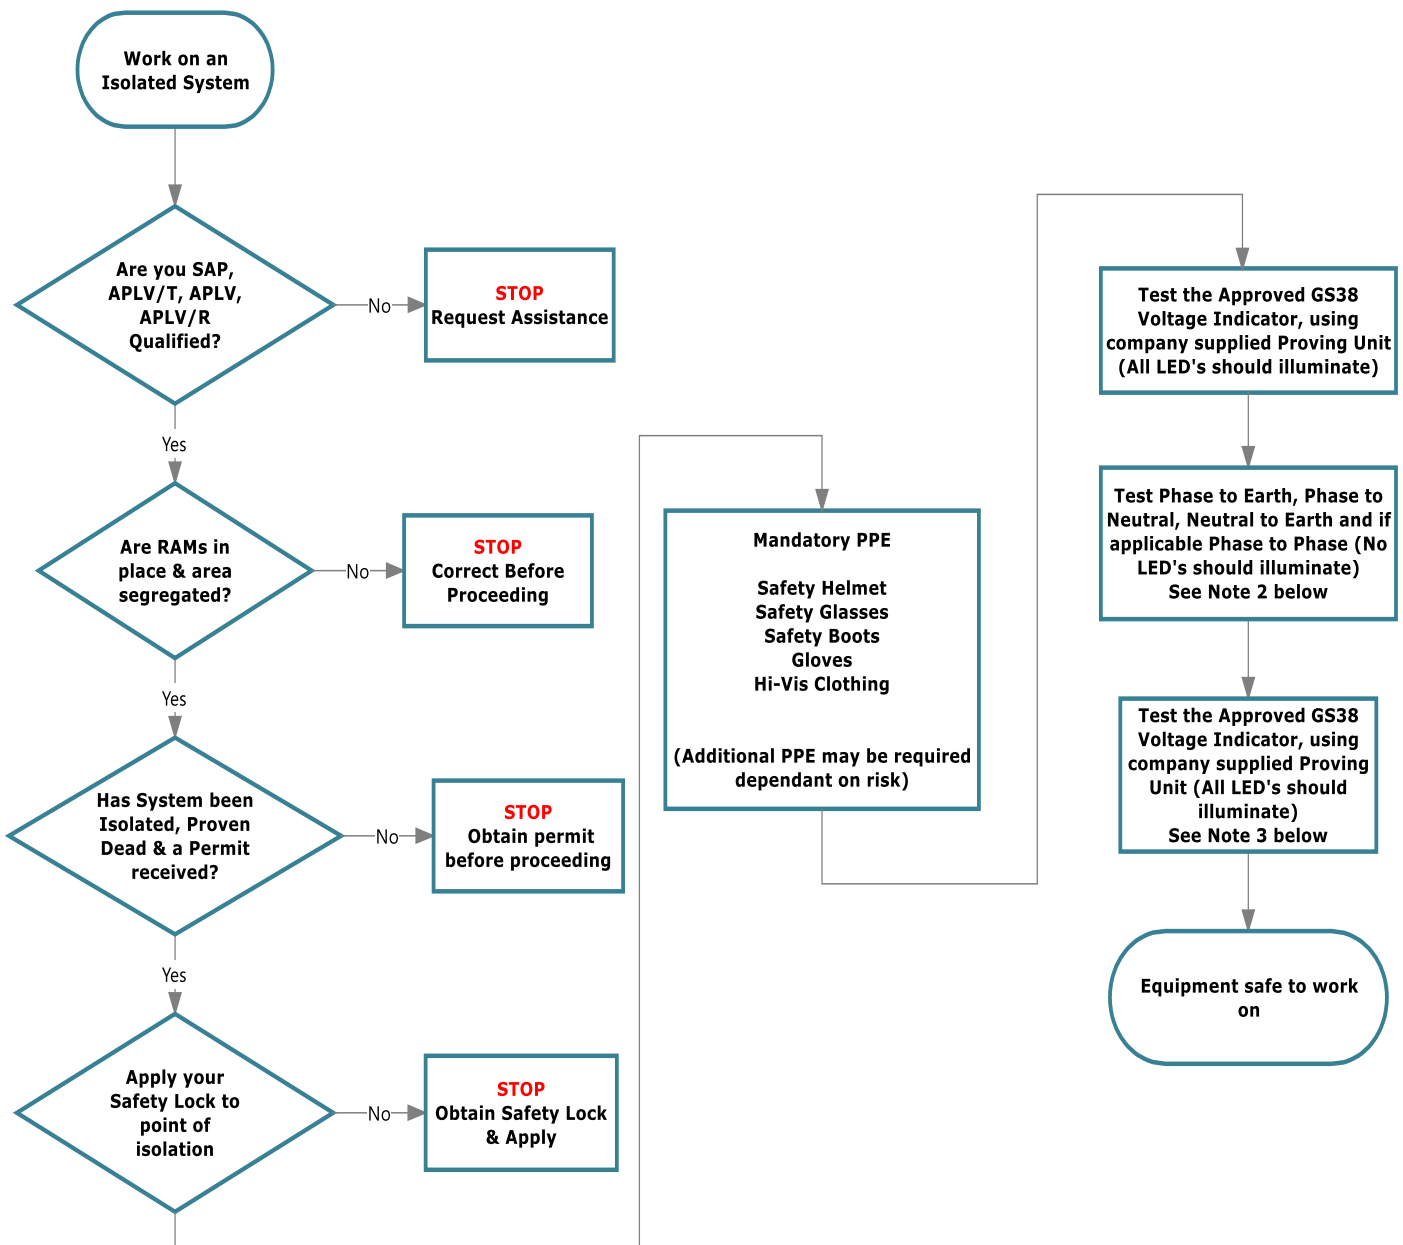 Work on an
Isolated System
Are you SAP,
APLV/T, APLV,
APLV/R
Qualified?
No
STOP
Request Assistance
Yes
Are RAMs in
place & area
segregated?
No
STOP
Correct Before
Proceeding
Yes
Has System been
Isolated, Proven
Dead & a Permit
received?
No
STOP
Obtain permit
before proceeding
Yes
Apply your
Safety Lock to
point of
isolation
No
STOP
Obtain Safety Lock
& Apply
Mandatory PPE
Safety Helmet
Safety Glasses
Safety Boots
Gloves
Hi-Vis Clothing
(Additional PPE may be required
dependant on risk)
Test the Approved GS38
Voltage Indicator, using
company supplied Proving Unit
(All LED's should illuminate)
Test Phase to Earth, Phase to
Neutral, Neutral to Earth and if
applicable Phase to Phase (No
LED's should illuminate)
See Note 2 below
Test the Approved GS38
Voltage Indicator, using
company supplied Proving
Unit (All LED's should
illuminate)
See Note 3 below
Equipment safe to work
on